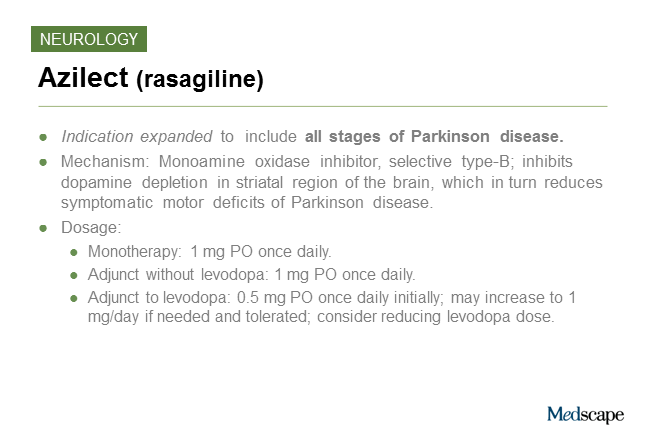 NEUROLOGY
Azilect (rasagiline)
● Indication expanded to include all stages of Parkinson disease.
● Mechanism: Monoamine oxidase inhibitor, selective type-B; inhibits
dopamine depletion in striatal region of the brain, which in turn reduces
symptomatic motor deficits of Parkinson disease.
● Dosage:
● Monotherapy: 1 mg PO once daily.
● Adjunct without levodopa: 1 mg PO once daily.
● Adjunct to levodopa: 0.5 mg PO once daily initially; may increase to 1
mg/day if needed and tolerated; consider reducing levodopa dose.
Medscape